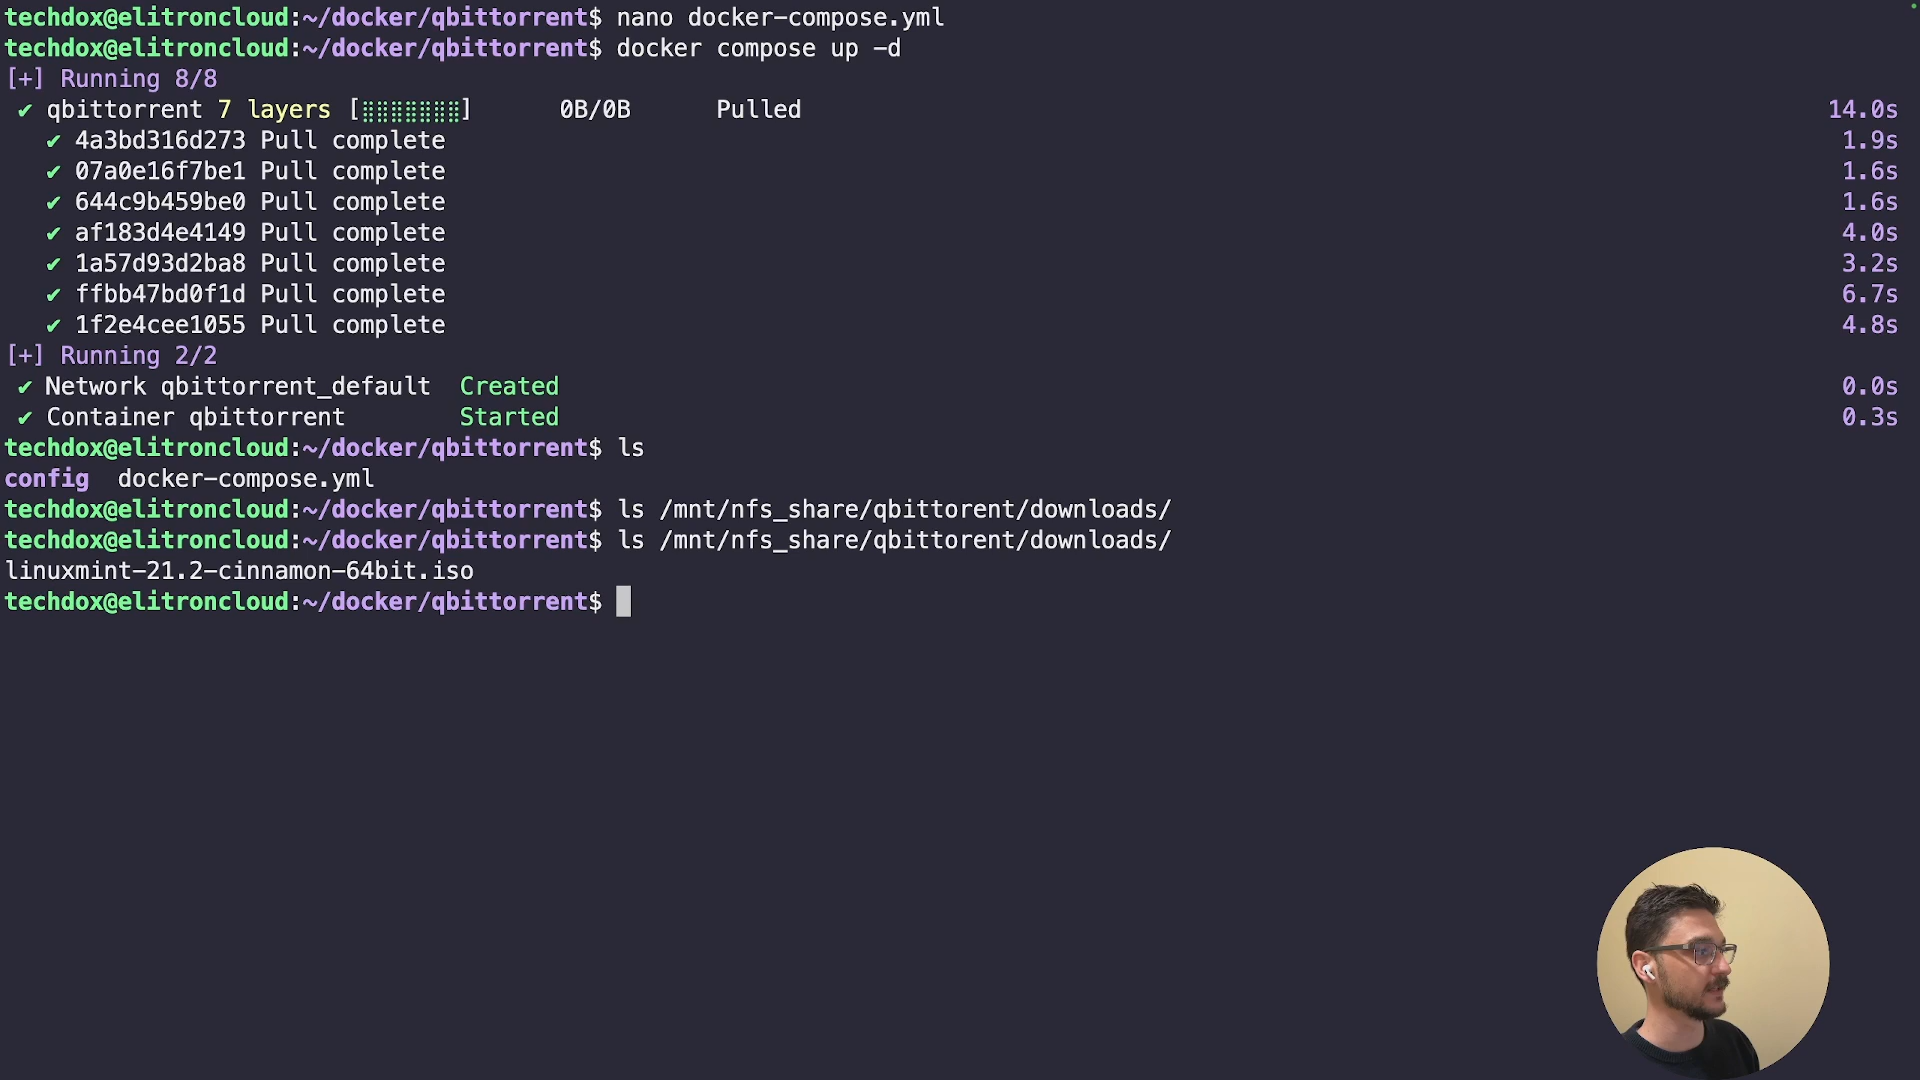 techdox@elitroncloud:~/docker/qbittorrent$ nano docker-compose.yml
techdox@elitroncloud:~/docker/qbittorrent$ docker compose up -d
[+] Running 8/8
✔ qbittorrent 7 layers [⣿⣿⣿⣿⣿⣿⣿] 0B/0B Pulled 14.0s
✔ 4a3bd316d273 Pull complete 1.9s
✔ 07a0e16f7be1 Pull complete 1.6s
✔ 644c9b459be0 Pull complete 1.6s
✔ af183d4e4149 Pull complete 4.0s
✔ 1a57d93d2ba8 Pull complete 3.2s
✔ ffbb47bd0f1d Pull complete 6.7s
✔ 1f2e4cee1055 Pull complete 4.8s
[+] Running 2/2
✔ Network qbittorrent_default Created 0.0s
✔ Container qbittorrent Started 0.3s
techdox@elitroncloud:~/docker/qbittorrent$ ls
config docker-compose.yml
techdox@elitroncloud:~/docker/qbittorrent$ ls /mnt/nfs_share/qbittorent/downloads/
techdox@elitroncloud:~/docker/qbittorrent$ ls /mnt/nfs_share/qbittorent/downloads/
linuxmint-21.2-cinnamon-64bit.iso
techdox@elitroncloud:~/docker/qbittorrent$